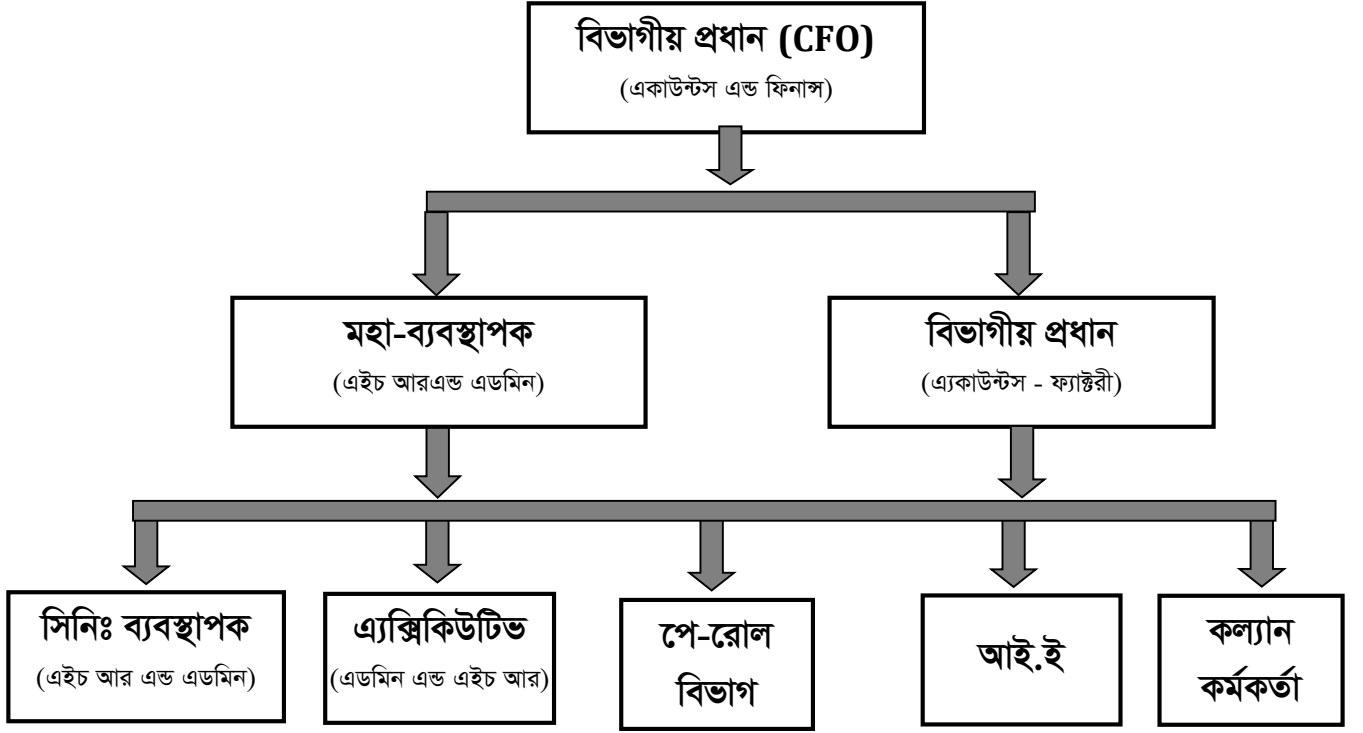 বিভাগীয় প্রধান (CFO)
(একাউন্টস এন্ড ফিনান্স)
মহা-ব্যবস্থাপক
(এইচ আরএন্ড এডমিন)
বিভাগীয় প্রধান
(এ্যকাউন্টস - ফ্যাক্টরী)
সিনিঃ ব্যবস্থাপক
(এইচ আর এন্ড এডমিন)
এ্যক্সিকিউটিভ
(এডমিন এন্ড এইচ আর)
পে-রোল
বিভাগ
আই.ই
কল্যান
কর্মকর্তা